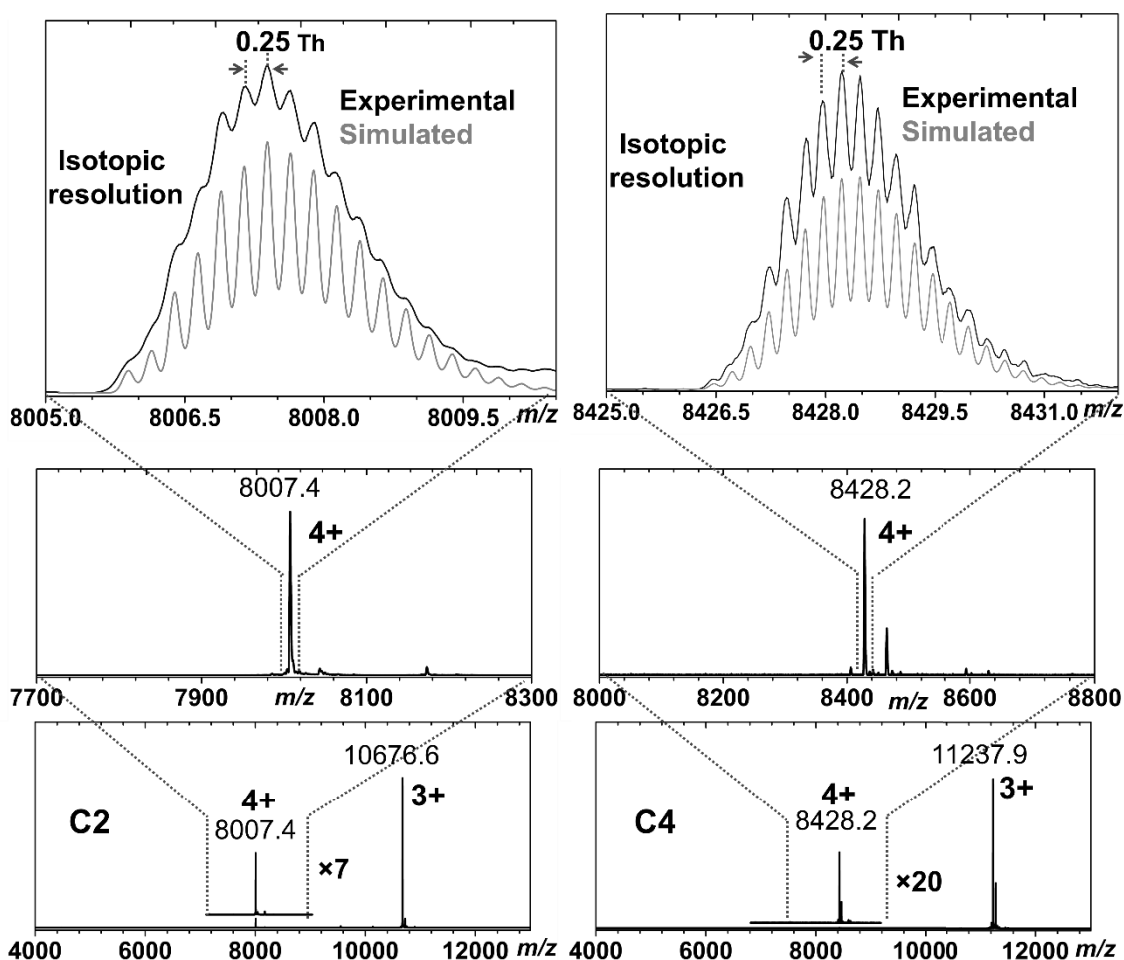 0.25 Th
Experimental
Simulated
Isotopic
resolution
8005.0 8006.5 8008.0 8009.5 m/z
0.25 Th
Experimental
Simulated
Isotopic
resolution
8425.0 8426.5 8428.0 8429.5 8431.0 m/z
8007.4
4+
7700 7900 m/z 8100 8300
8428.2
4+
8000 8200 8400 8600 m/z 8800
10676.6
3+
4+
8007.4
C2
×7
4000 6000 8000 10000 12000 m/z
11237.9
3+
4+
8428.2
C4
×20
4000 6000 8000 10000 12000 m/z